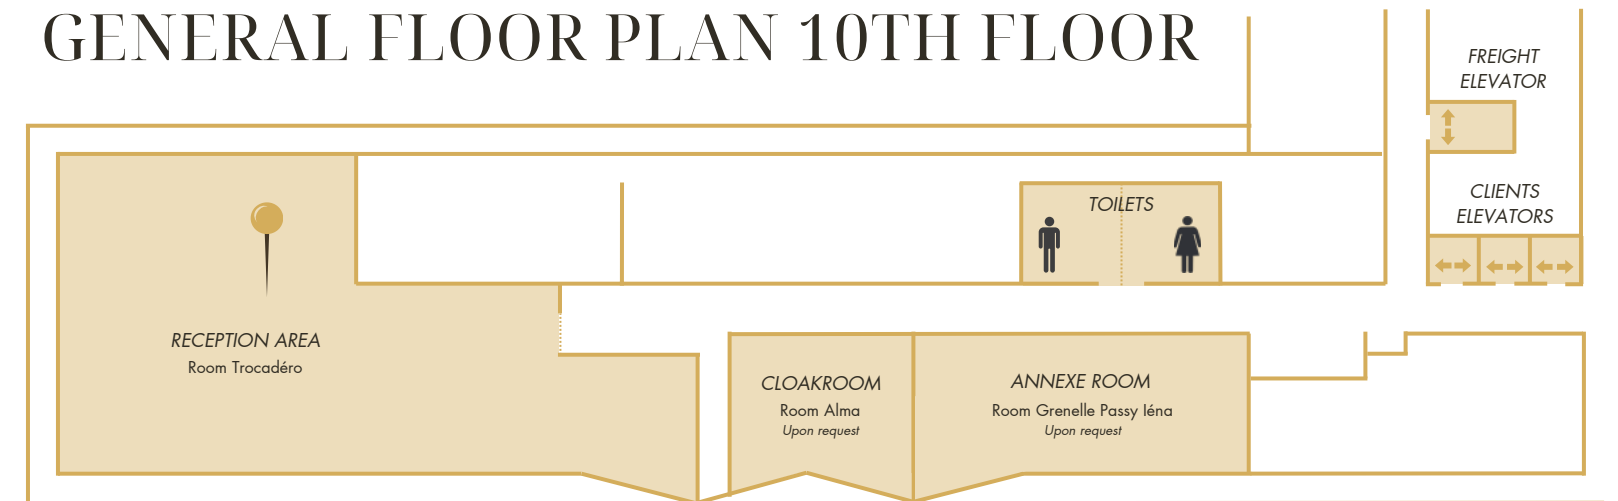 GENERAL FLOOR PLAN 10TH FLOOR
FREIGHT
ELEVATOR
CLIENTS
ELEVATORS
TOILETS
RECEPTION AREA
Room Trocadéro
CLOAKROOM
Room Alma
Upon request
ANNEXE ROOM
Room Grenelle Passy Iéna
Upon request